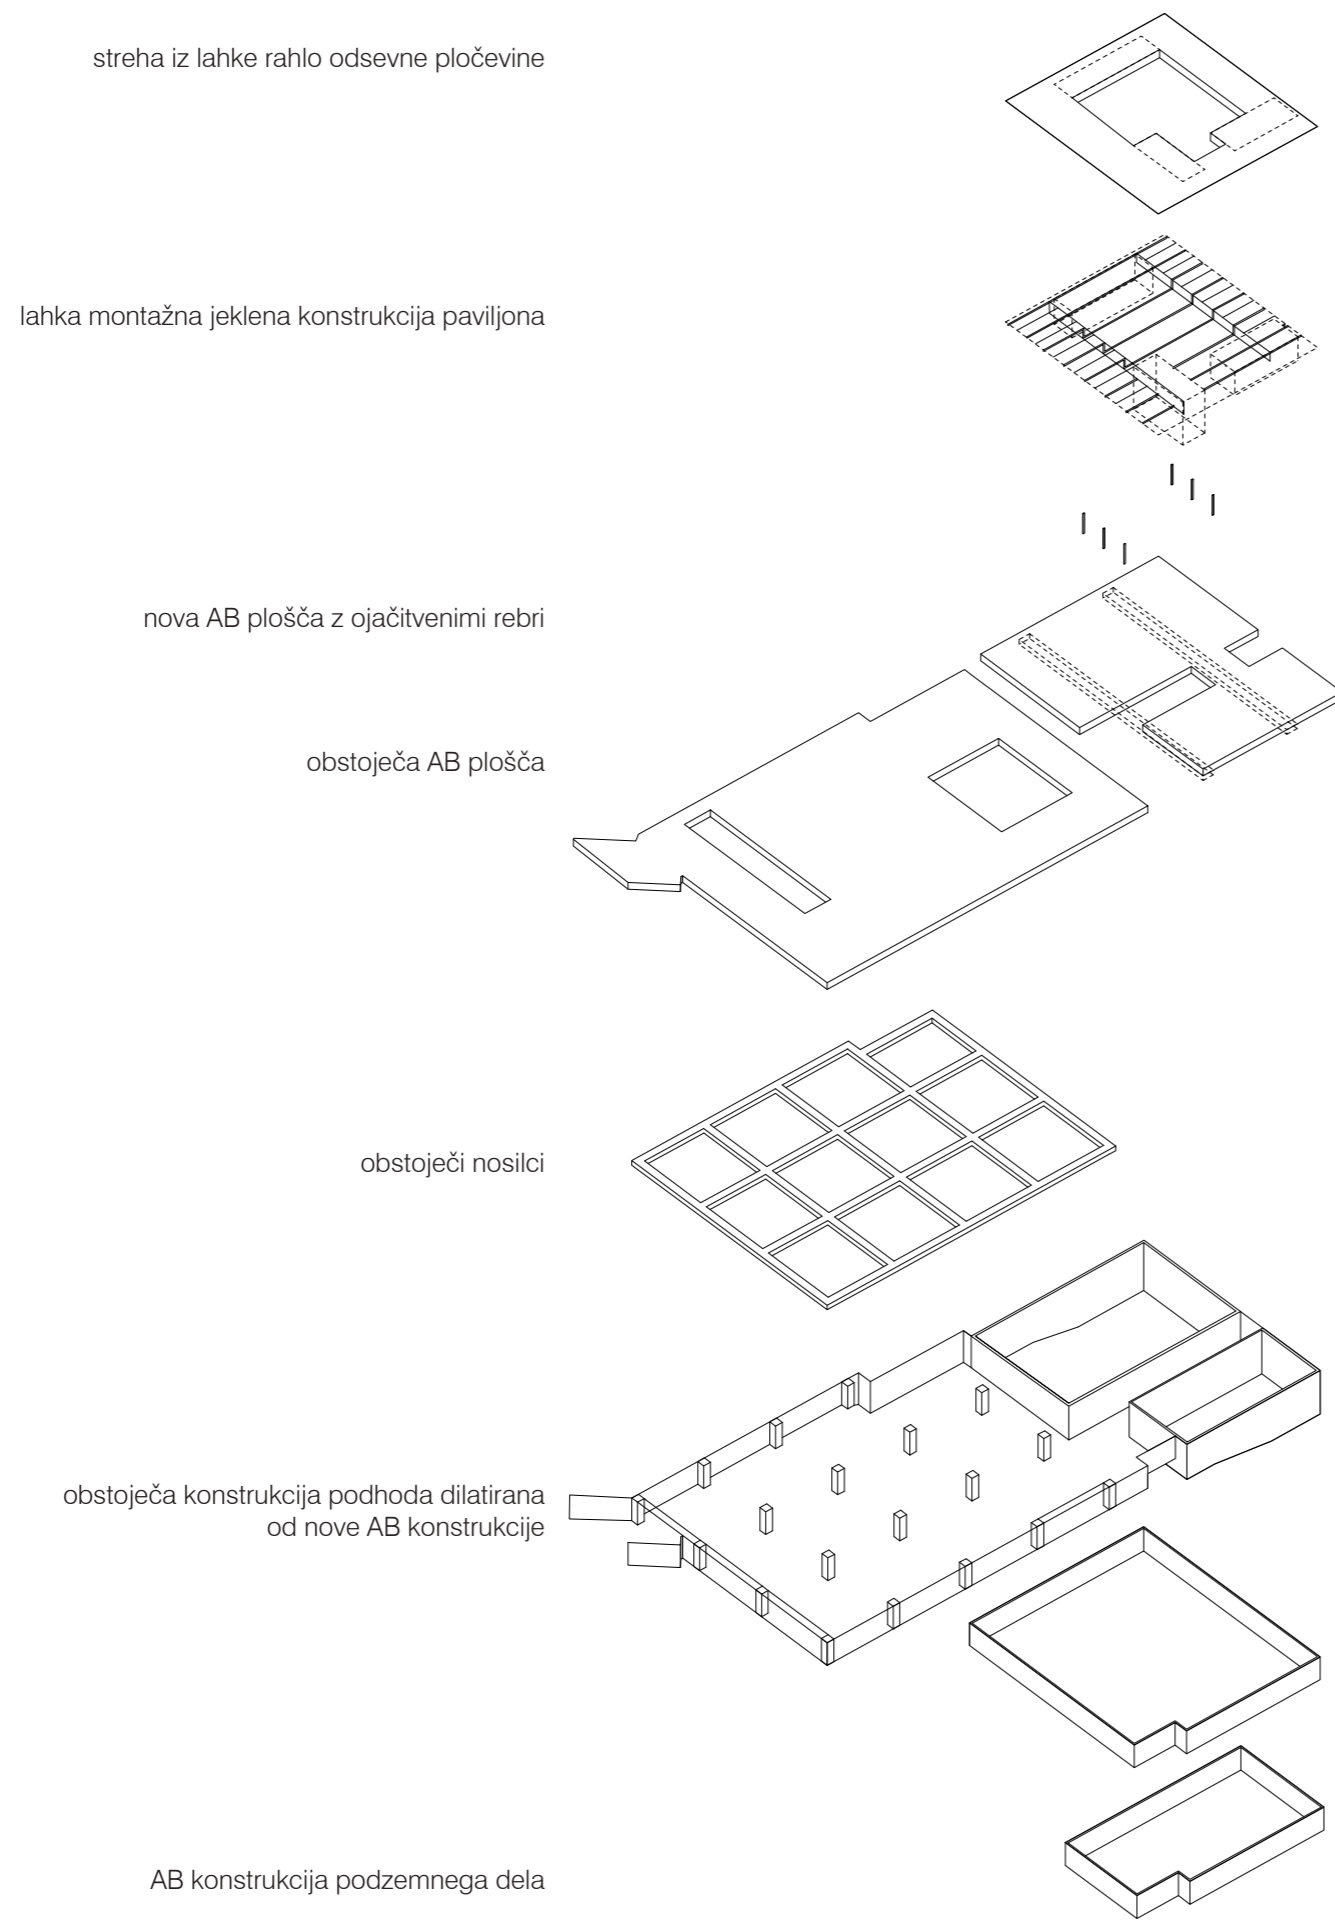 streha iz lahke rahlo odsevne pločevine
lahka montažna jeklena konstrukcija paviljona
nova AB plošča z ojačitvenimi rebri
obstoječa AB plošča
obstoječi nosilci
obstoječa konstrukcija podhoda dilatirana
od nove AB konstrukcije
AB konstrukcija podzemnega dela